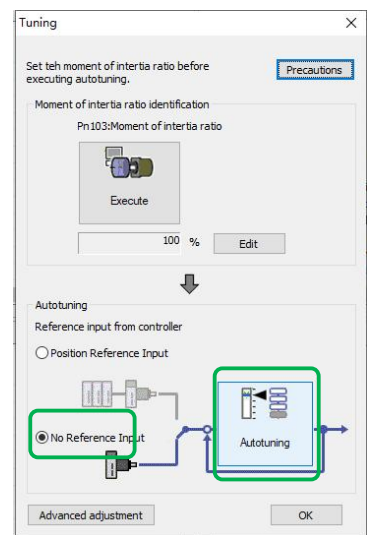 Tuning
Set teh moment of intertia ratio before
executing autotuning.
Precautions
Moment of intertia ratio identification
Pn103:Moment of intertia ratio
Execute
100 %
Edit
Autotuning
Reference input from controller
Position Reference Input
No Reference Input
Autotuning
Advanced adjustment
OK